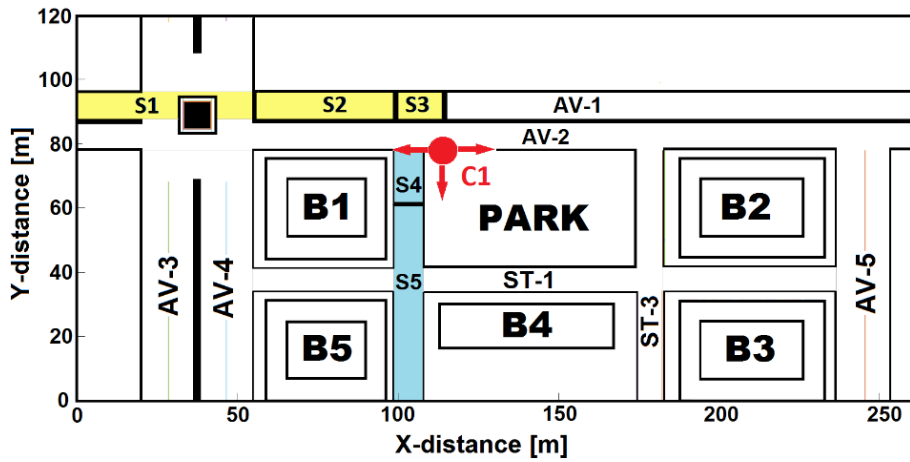 120
100
80
60
40
20
0
Y-distance [m]
S1
S2
S3
AV-1
AV-2
C1
S4
B1
PARK
B2
AV-3
AV-4
S5
ST-1
AV-5
B5
B4
ST-3
B3
0
50
100
150
200
250
X-distance [m]